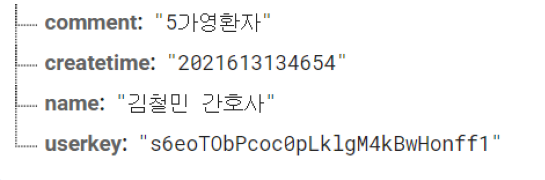 comment: "5가영환자"
createtime: "2021613134654"
name: "김철민 간호사"
userkey: "s6eoTObPcoc0pLklgM4kBwHonff1"